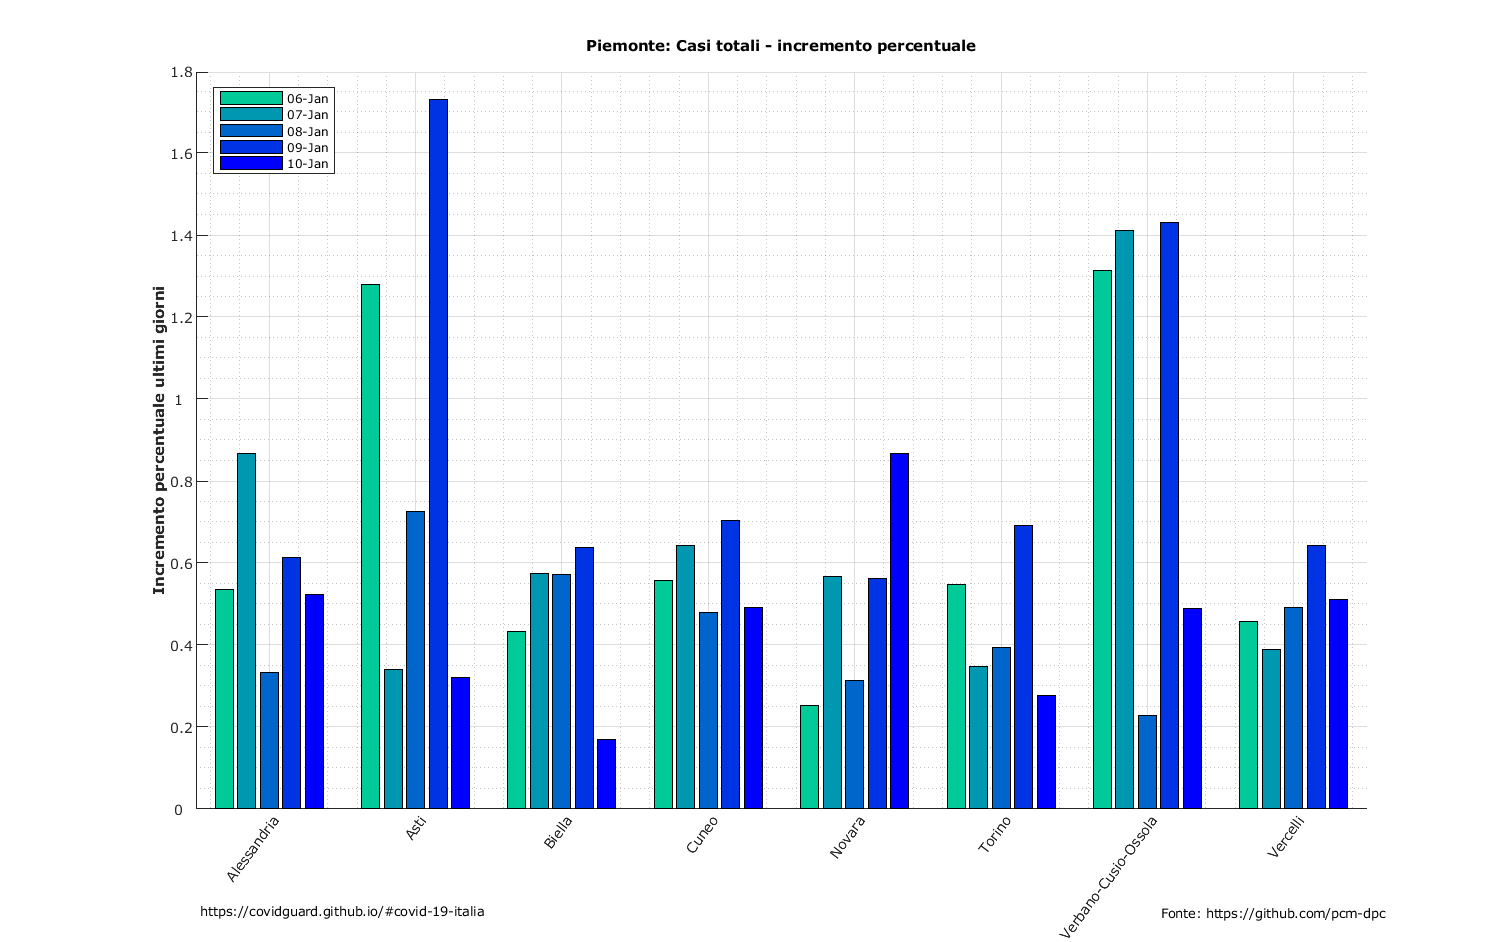 Piemonte: Casi totali - incremento percentuale
1.8
1.6
1.4
1.2
1
0.8
0.6
0.4
0.2
0
Incremento percentuale ultimi giorni
06-Jan
07-Jan
08-Jan
09-Jan
10-Jan
Alessandria
Asti
Biella
Cuneo
Novara
Torino
Verbano-Cusio-Ossola
Vercelli
https://covidguard.github.io/#covid-19-italia
Fonte: https://github.com/pcm-dpc